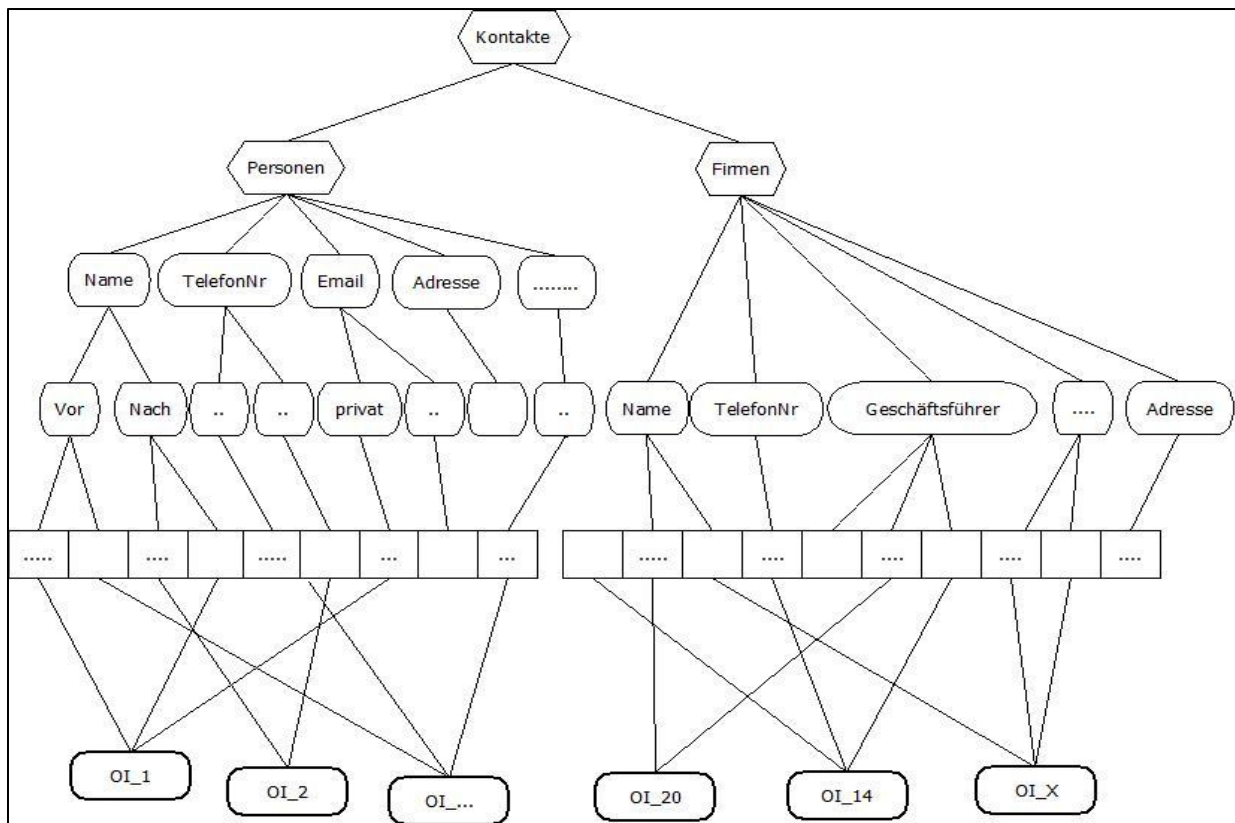 Kontakte
Personen
Firmen
Name
TelefonNr
Email
Adresse
........
Vor
Nach
..
..
privat
..
..
Name
TelefonNr
Geschäftsführer
....
Adresse
.....
....
.....
...
...
.....
....
....
....
....
OI_1
OI_2
OI_...
OI_20
OI_14
OI_X